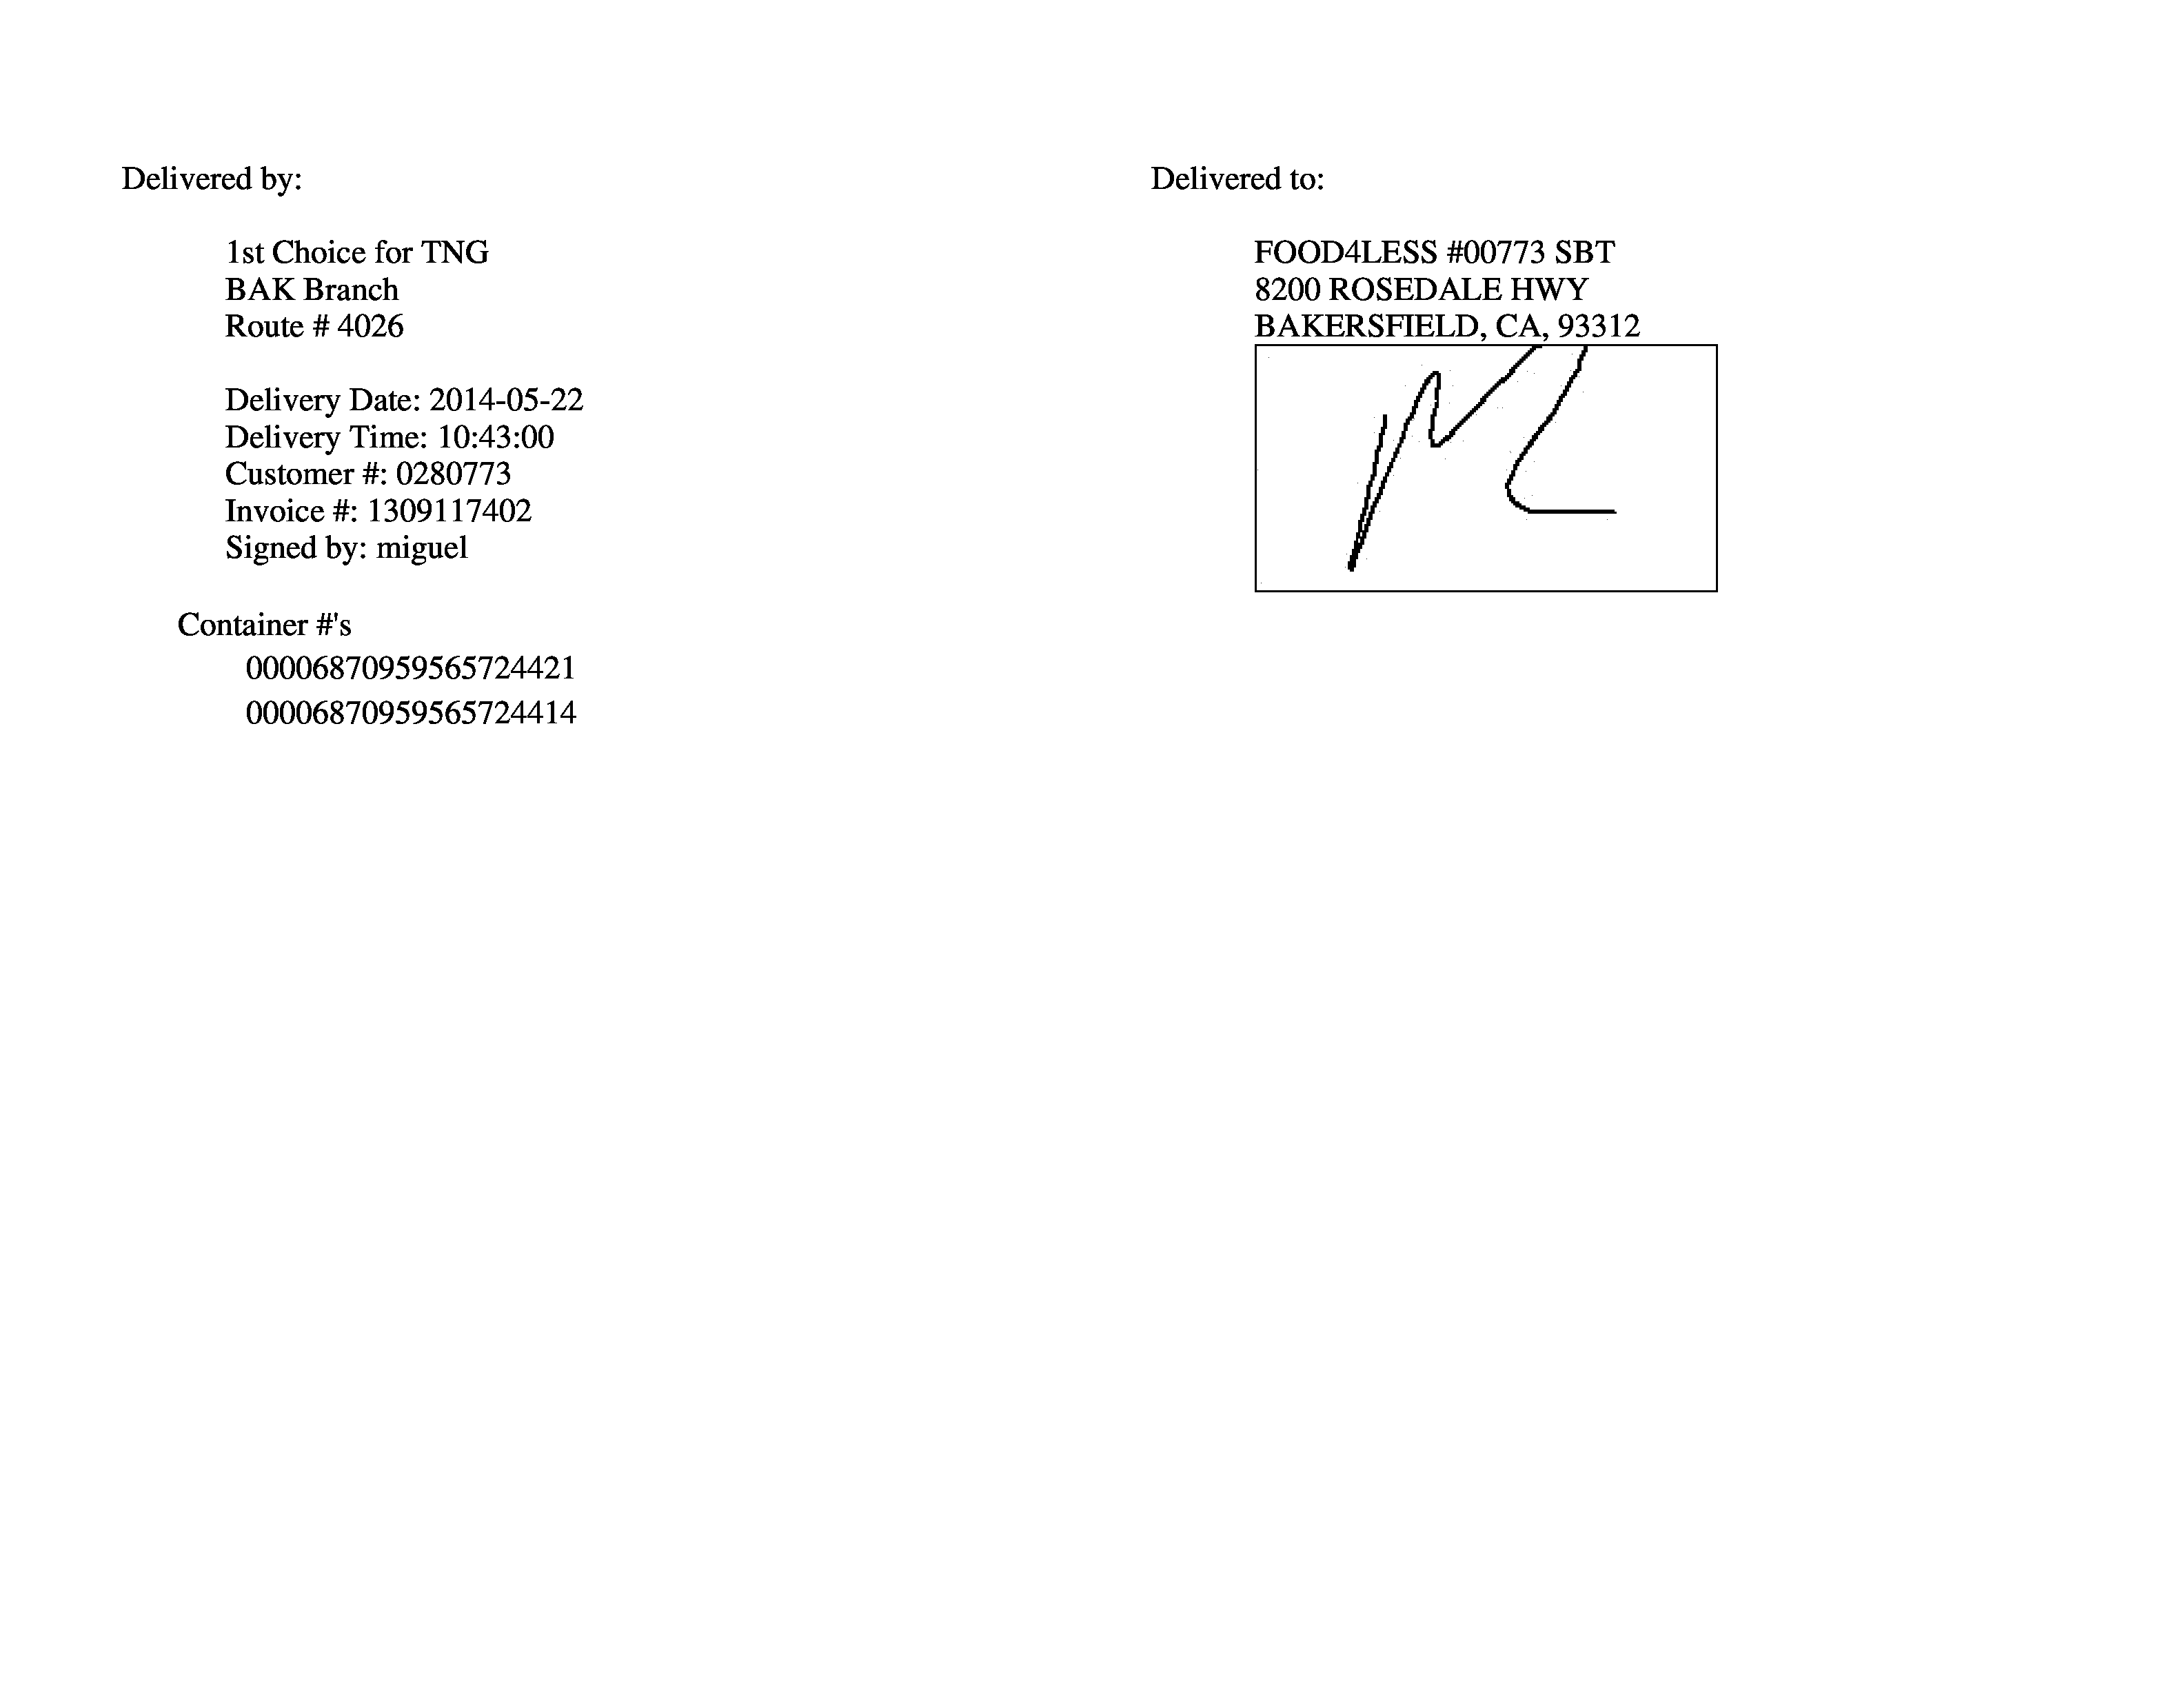 Delivered by:
1st Choice for TNG
BAK Branch
Route # 4026
Delivery Date: 2014-05-22
Delivery Time: 10:43:00
Customer #: 0280773
Invoice #: 1309117402
Signed by: miguel
Container #'s
00006870959565724421
00006870959565724414
Delivered to:
FOOD4LESS #00773 SBT
8200 ROSEDALE HWY
BAKERSFIELD, CA, 93312